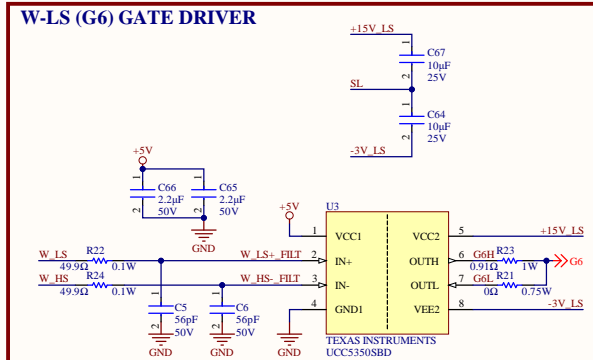 W-LS (G6) GATE DRIVER
+15V_LS
1
C67
10µF
25V
2
SL
1
C64
10µF
25V
2
-3V_LS
+5V
1
C66
2.2µF
50V
2
1
C65
2.2µF
50V
2
GND
+5V
U3
1 VCC1 VCC2 5 +15V_LS
W_LS R22 W_LS+_FILT 2 IN+ OUTH 6 G6H R23
49.9Ω 0.1W 0.91Ω 1W
G6
W_HS R24 W_HS-_FILT 3 IN- OUTL 7 G6L R21
49.9Ω 0.1W 0Ω 0.75W
4 GND1 VEE2 8 -3V_LS
1
C5
56pF
50V
2
1
C6
56pF
50V
2
GND GND GND
TEXAS INSTRUMENTS
UCC5350SBD